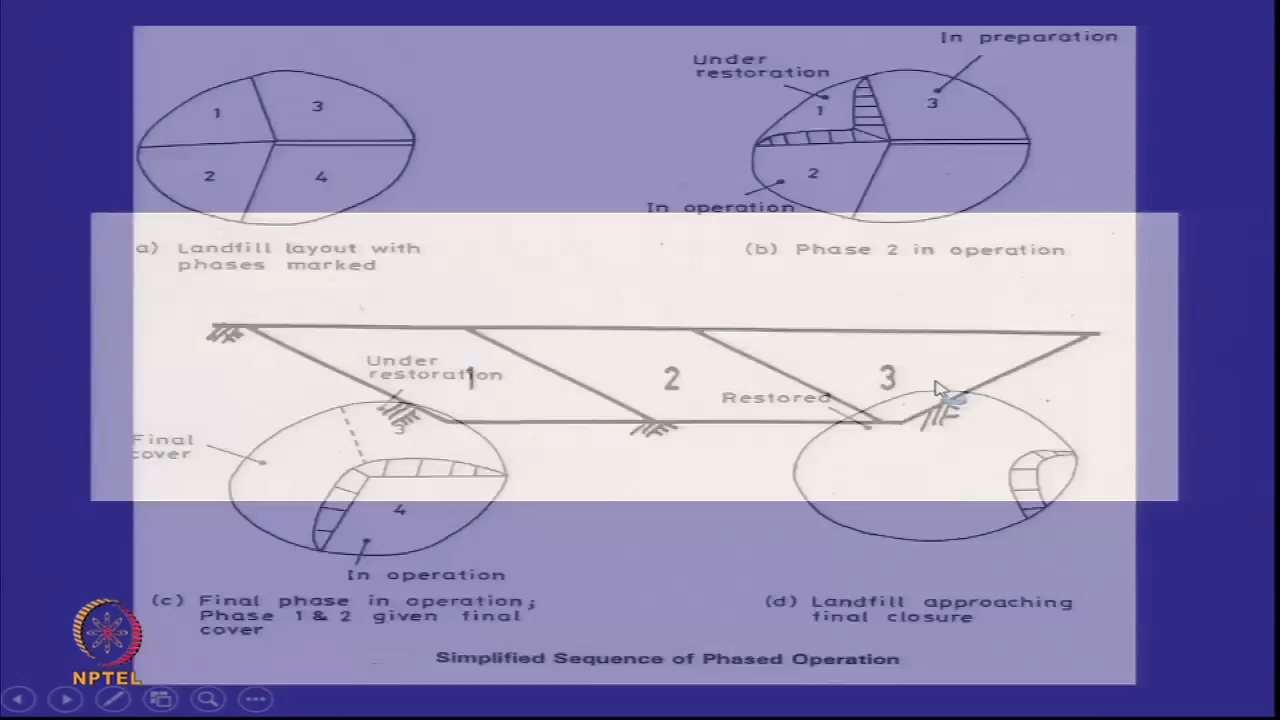 In preparation
Under
restoration
1
3
2
4
1
3
2
In operation
a) Landfill layout with
phases marked
(b) Phase 2 in operation
Under
restoration
1
2
3
Restored
Final
cover
3
4
In operation
(c) Final phase in operation;
Phase 1 & 2 given final
cover
(d) Landfill approaching
final closure
Simplified Sequence of Phased Operation
NPTEL